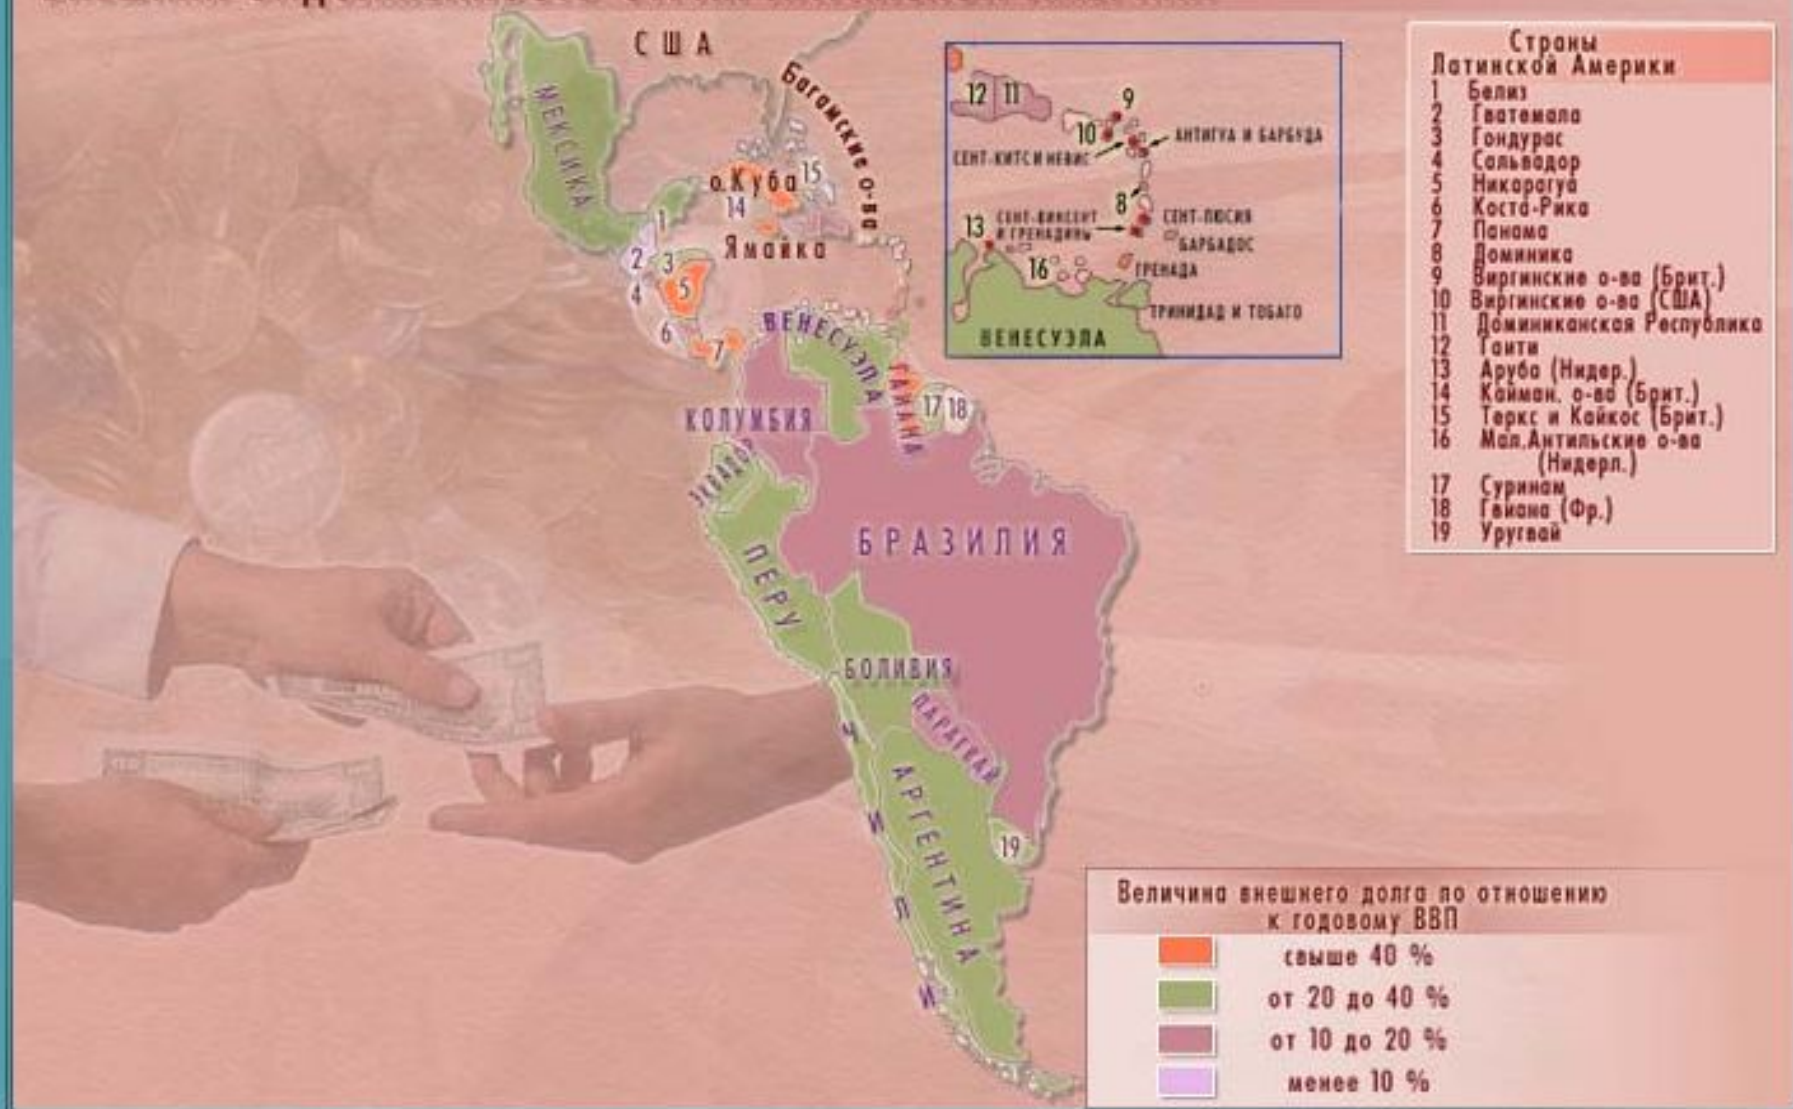 США
Багамские о-ва
МЕКСИКА
о.Куба
15
14
Ямайка
1
2
3
4
5
6
7
ВЕНЕСУЭЛА
ГАЙАНА
17
18
КОЛУМБИЯ
ЭКВАДОР
БРАЗИЛИЯ
ПЕРУ
БОЛИВИЯ
ПАРАГВАЙ
ЧИЛИ
АРГЕНТИНА
19
12
11
9
10
АНТИГУА И БАРБУДА
СЕНТ-КИТС И НЕВИС
8
13
СЕНТ-ВИНСЕНТ
И ГРЕНАДИНЫ
СЕНТ-ЛЮСИЯ
БАРБАДОС
16
ГРЕНАДА
ТРИНИДАД И ТОБАГО
ВЕНЕСУЭЛА
Страны
Латинской Америки
1 Белиз
2 Гватемала
3 Гондурас
4 Сальвадор
5 Никарагуа
6 Коста-Рика
7 Панама
8 Доминика
9 Виргинские о-ва (Брит.)
10 Виргинские о-ва (США)
11 Доминиканская Республика
12 Гаити
13 Аруба (Нидер.)
14 Кайман. о-ва (Брит.)
15 Теркс и Кайкос (Брит.)
16 Мал.Антильские о-ва
(Нидерл.)
17 Суринам
18 Гвиана (Фр.)
19 Уругвай
Величина внешнего долга по отношению
к годовому ВВП
свыше 40 %
от 20 до 40 %
от 10 до 20 %
менее 10 %